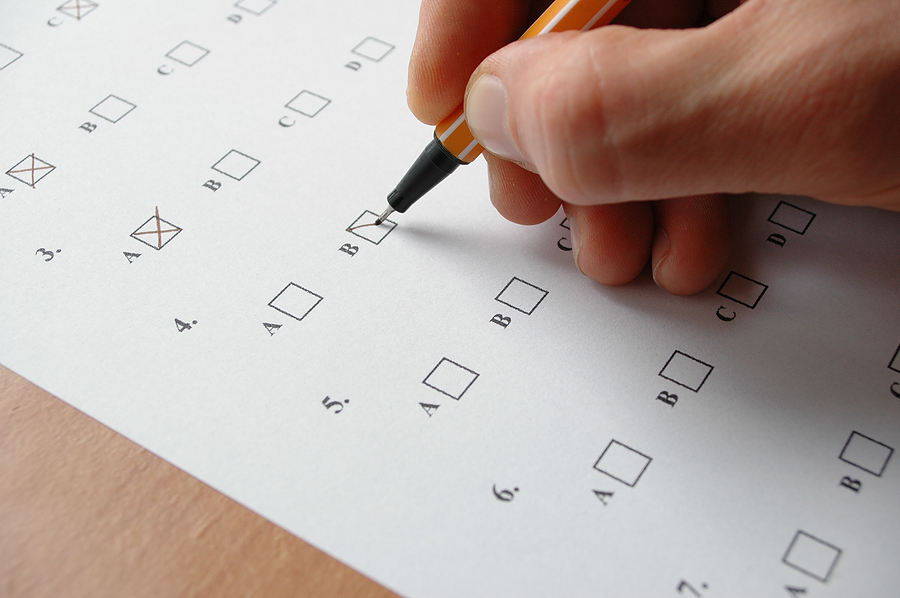 C
A B C D
3. A B C D
4. A B
5. A B C
6. A B C D
7. A B C